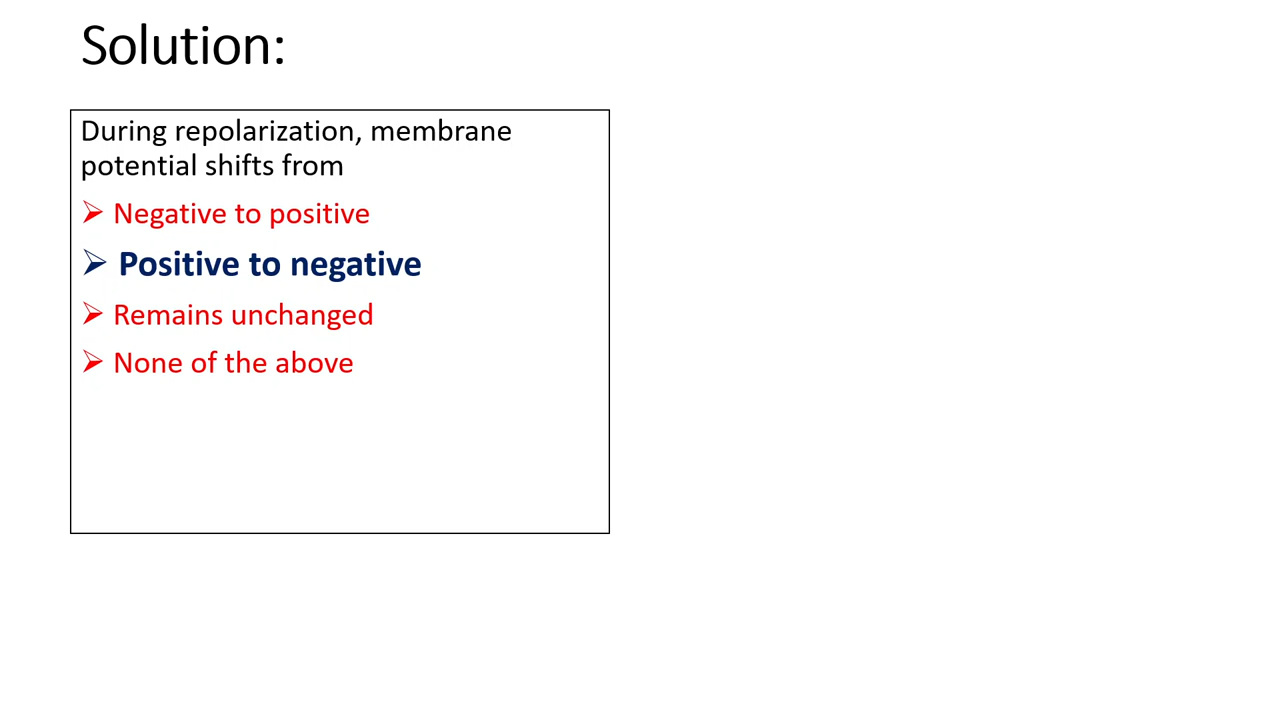 Solution:
During repolarization, membrane
potential shifts from
➢ Negative to positive
➢ Positive to negative
➢ Remains unchanged
➢ None of the above